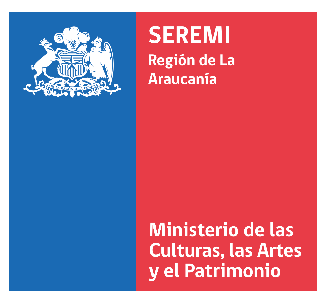 SEREMI
Región de La
Araucanía
Ministerio de las
Culturas, las Artes
y el Patrimonio